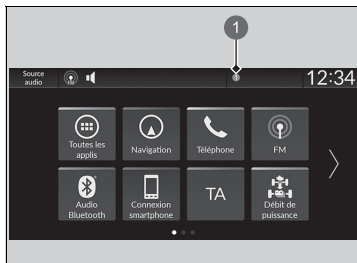 1
Source
audio
12:34
Toutes les
applis
Navigation
Téléphone
FM
Audio
Bluetooth
Connexion
smartphone
TA
Débit de
puissance